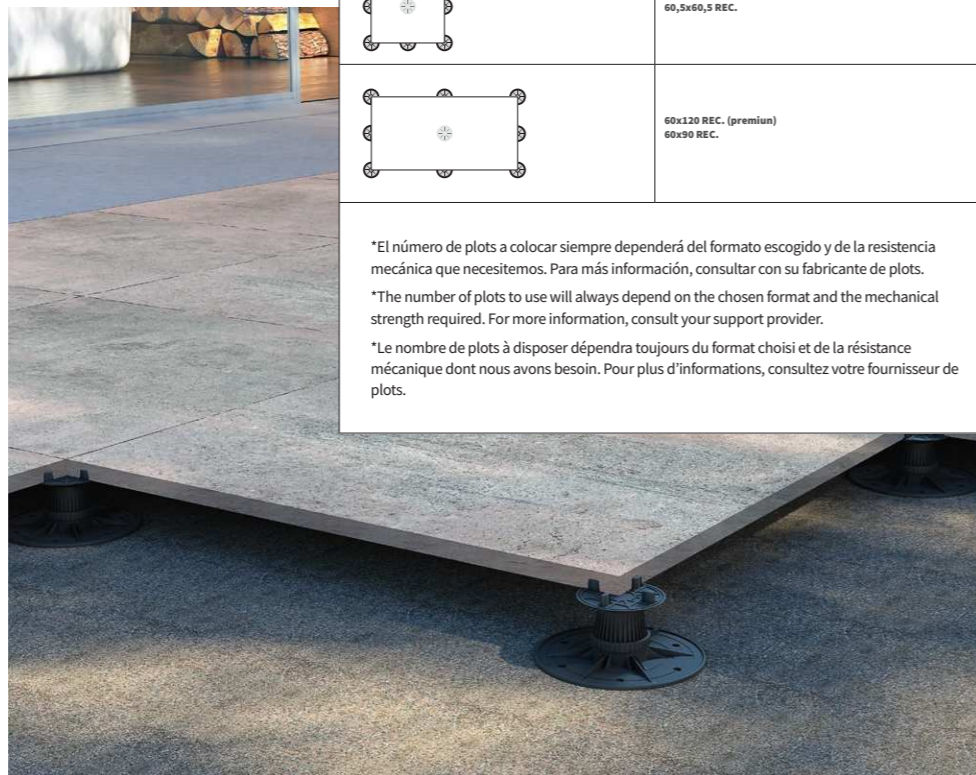 60,5x60,5 REC.
60x120 REC. (premiun)
60x90 REC.
*El número de plots a colocar siempre dependerá del formato escogido y de la resistencia
mecánica que necesitemos. Para más información, consultar con su fabricante de plots.
*The number of plots to use will always depend on the chosen format and the mechanical
strength required. For more information, consult your support provider.
*Le nombre de plots à disposer dépendra toujours du format choisi et de la résistance
mécanique dont nous avons besoin. Pour plus d’informations, consultez votre fournisseur de
plots.